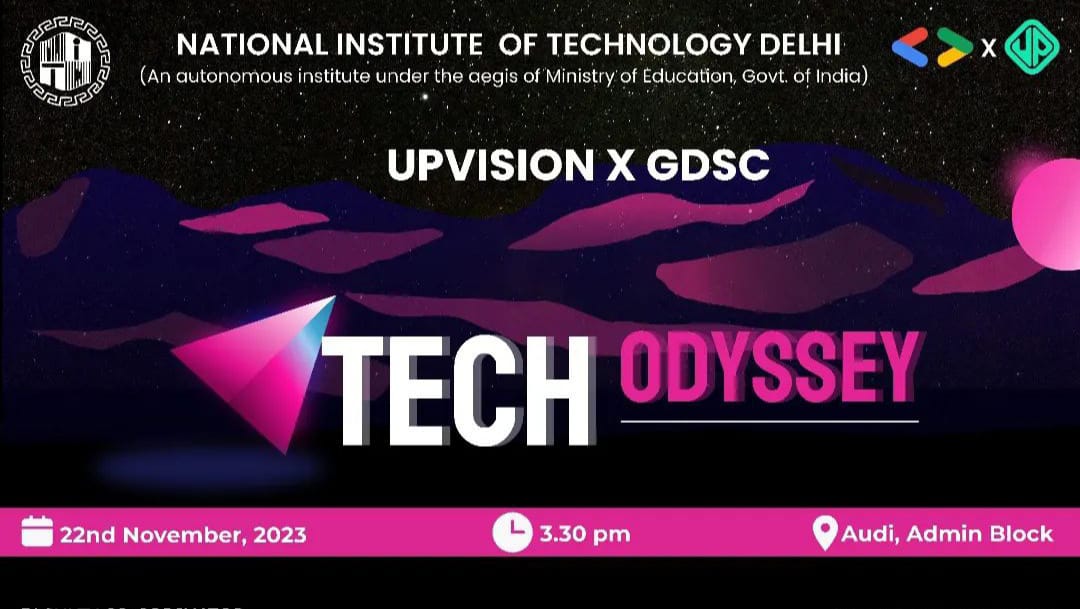 NATIONAL INSTITUTE OF TECHNOLOGY DELHI
(An autonomous institute under the aegis of Ministry of Education, Govt. of India)
X
UPVISION X GDSC
TECH ODYSSEY
22nd November, 2023
3.30 pm
Audi, Admin Block